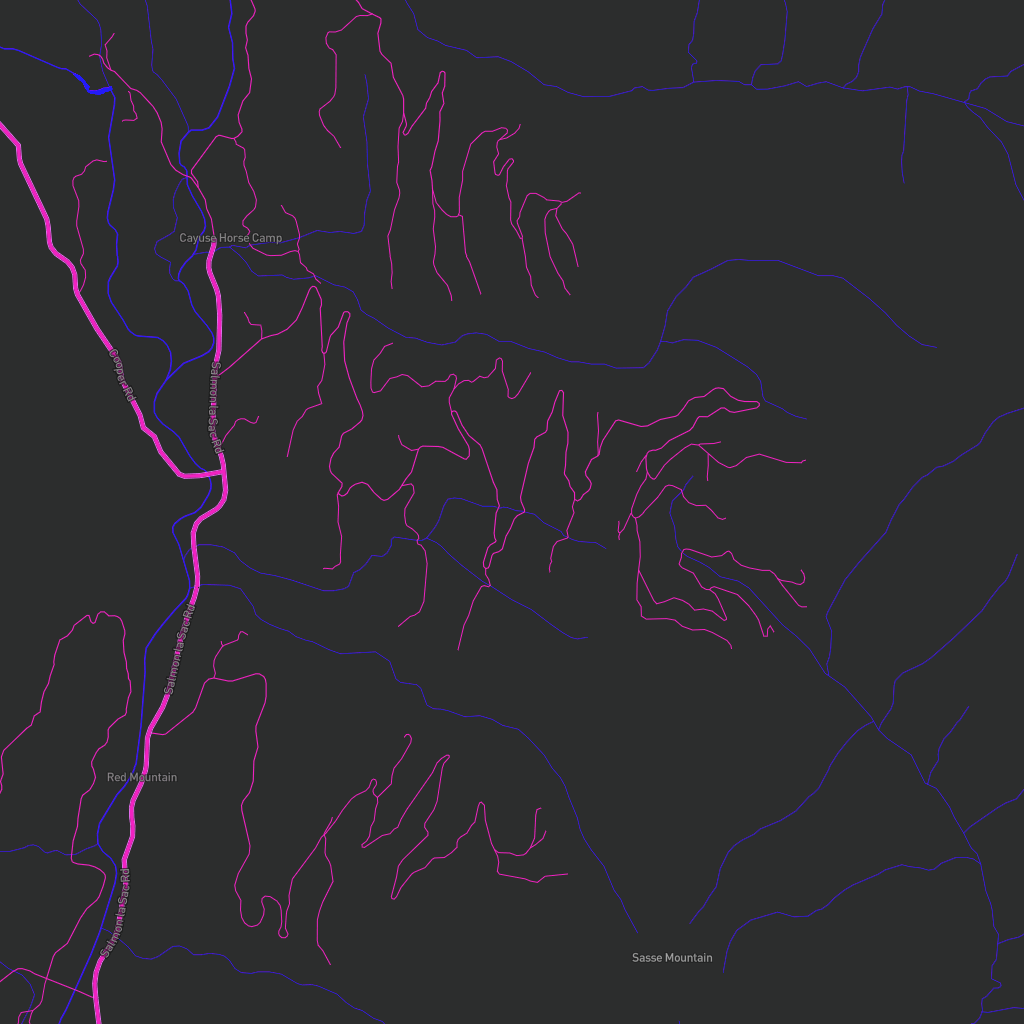 Cayuse Horse Camp
Cooper Rd
Salmon la Sac Rd
Salmon la Sac Rd
Red Mountain
Salmon la Sac Rd
Sasse Mountain